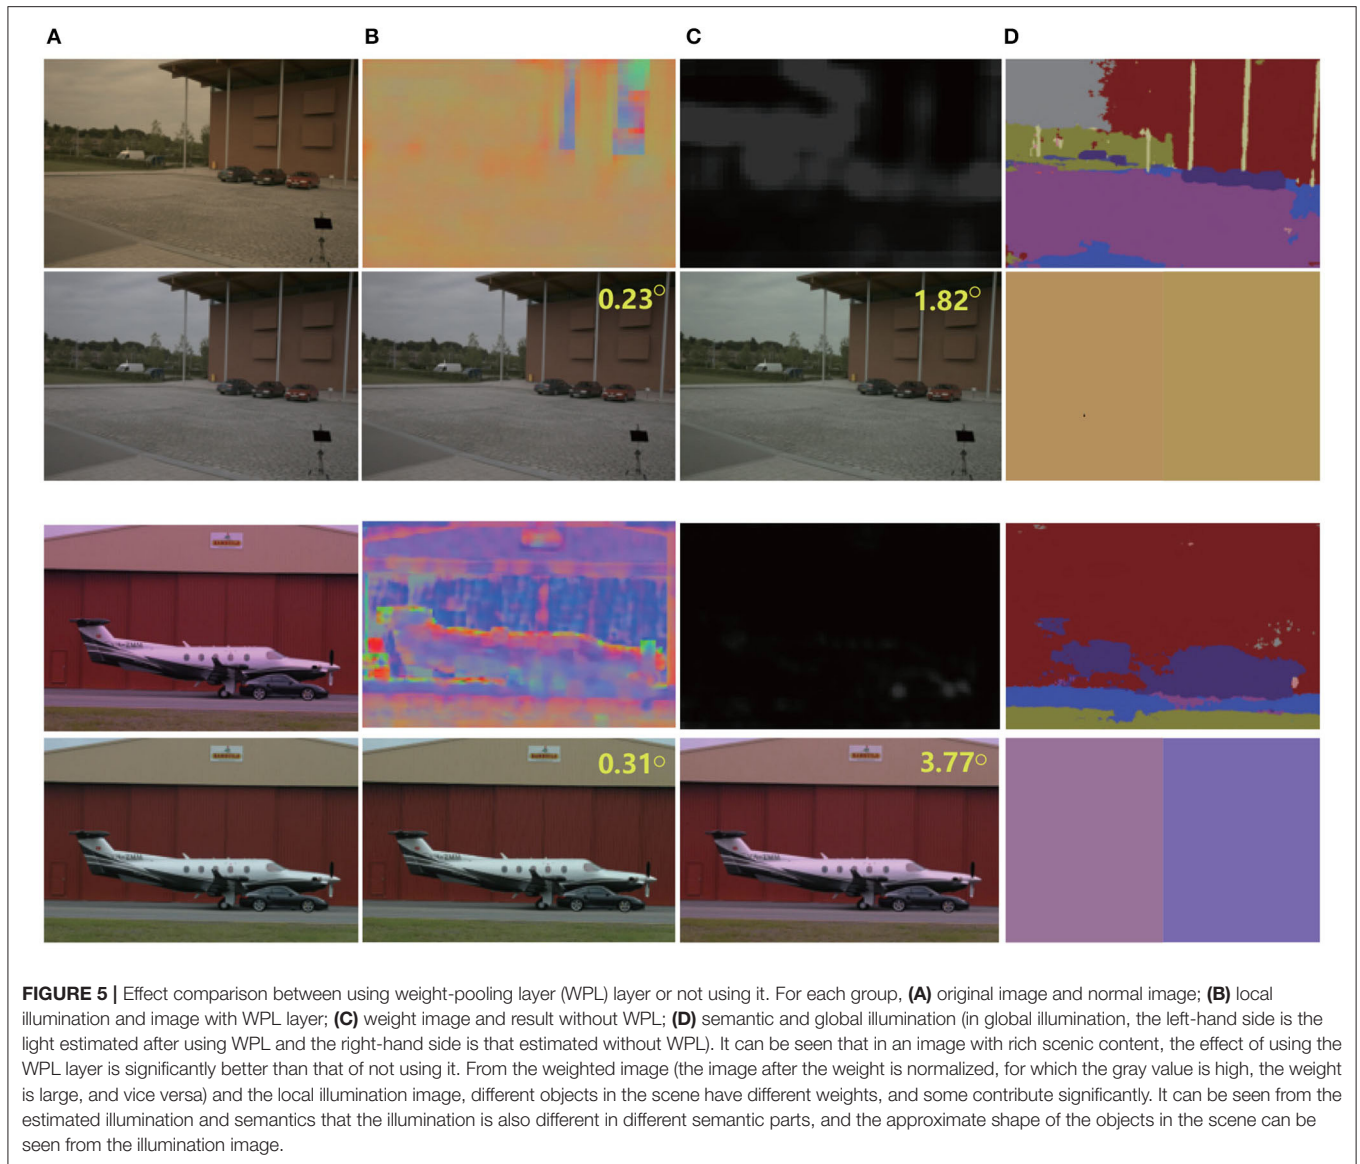 A
B
C
D
0.23°
1.82°
0.31°
3.77°
FIGURE 5 | Effect comparison between using weight-pooling layer (WPL) layer or not using it. For each group, (A) original image and normal image; (B) local
illumination and image with WPL layer; (C) weight image and result without WPL; (D) semantic and global illumination (in global illumination, the left-hand side is the
light estimated after using WPL and the right-hand side is that estimated without WPL). It can be seen that in an image with rich scenic content, the effect of using the
WPL layer is significantly better than that of not using it. From the weighted image (the image after the weight is normalized, for which the gray value is high, the weight
is large, and vice versa) and the local illumination image, different objects in the scene have different weights, and some contribute significantly. It can be seen from the
estimated illumination and semantics that the illumination is also different in different semantic parts, and the approximate shape of the objects in the scene can be
seen from the illumination image.